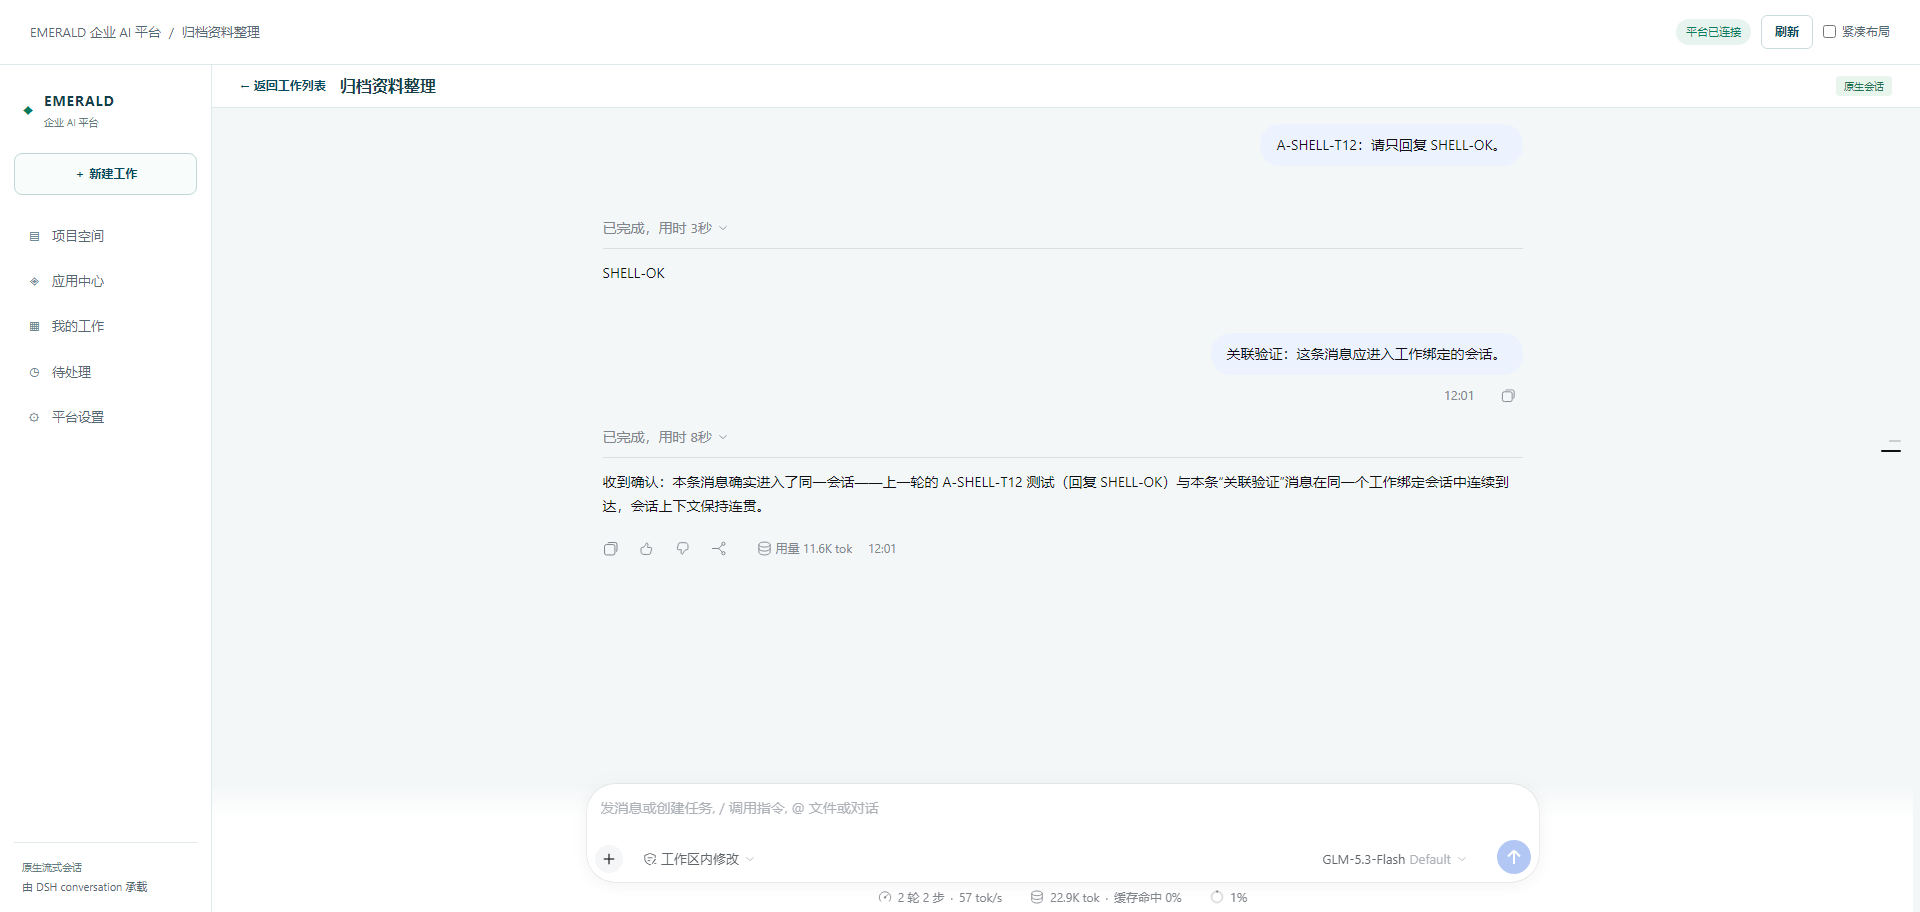 EMERALD 企业 AI 平台 / 归档资料整理
平台已连接
刷新
紧凑布局
EMERALD
企业 AI 平台
+ 新建工作
项目空间
应用中心
我的工作
待处理
平台设置
原生流式会话
由 DSH conversation 承载
← 返回工作列表
归档资料整理
原生会话
A-SHELL-T12：请只回复 SHELL-OK。
已完成，用时 3秒
SHELL-OK
关联验证：这条消息应进入工作绑定的会话。
12:01
已完成，用时 8秒
收到确认：本条消息确实进入了同一会话——上一轮的 A-SHELL-T12 测试（回复 SHELL-OK）与本条“关联验证”消息在同一个工作绑定会话中连续到
达，会话上下文保持连贯。
用量 11.6K tok
12:01
发消息或创建任务, / 调用指令, @ 文件或对话
工作区内修改
GLM-5.3-Flash Default
2 轮 2 步 · 57 tok/s
22.9K tok · 缓存命中 0%
1%